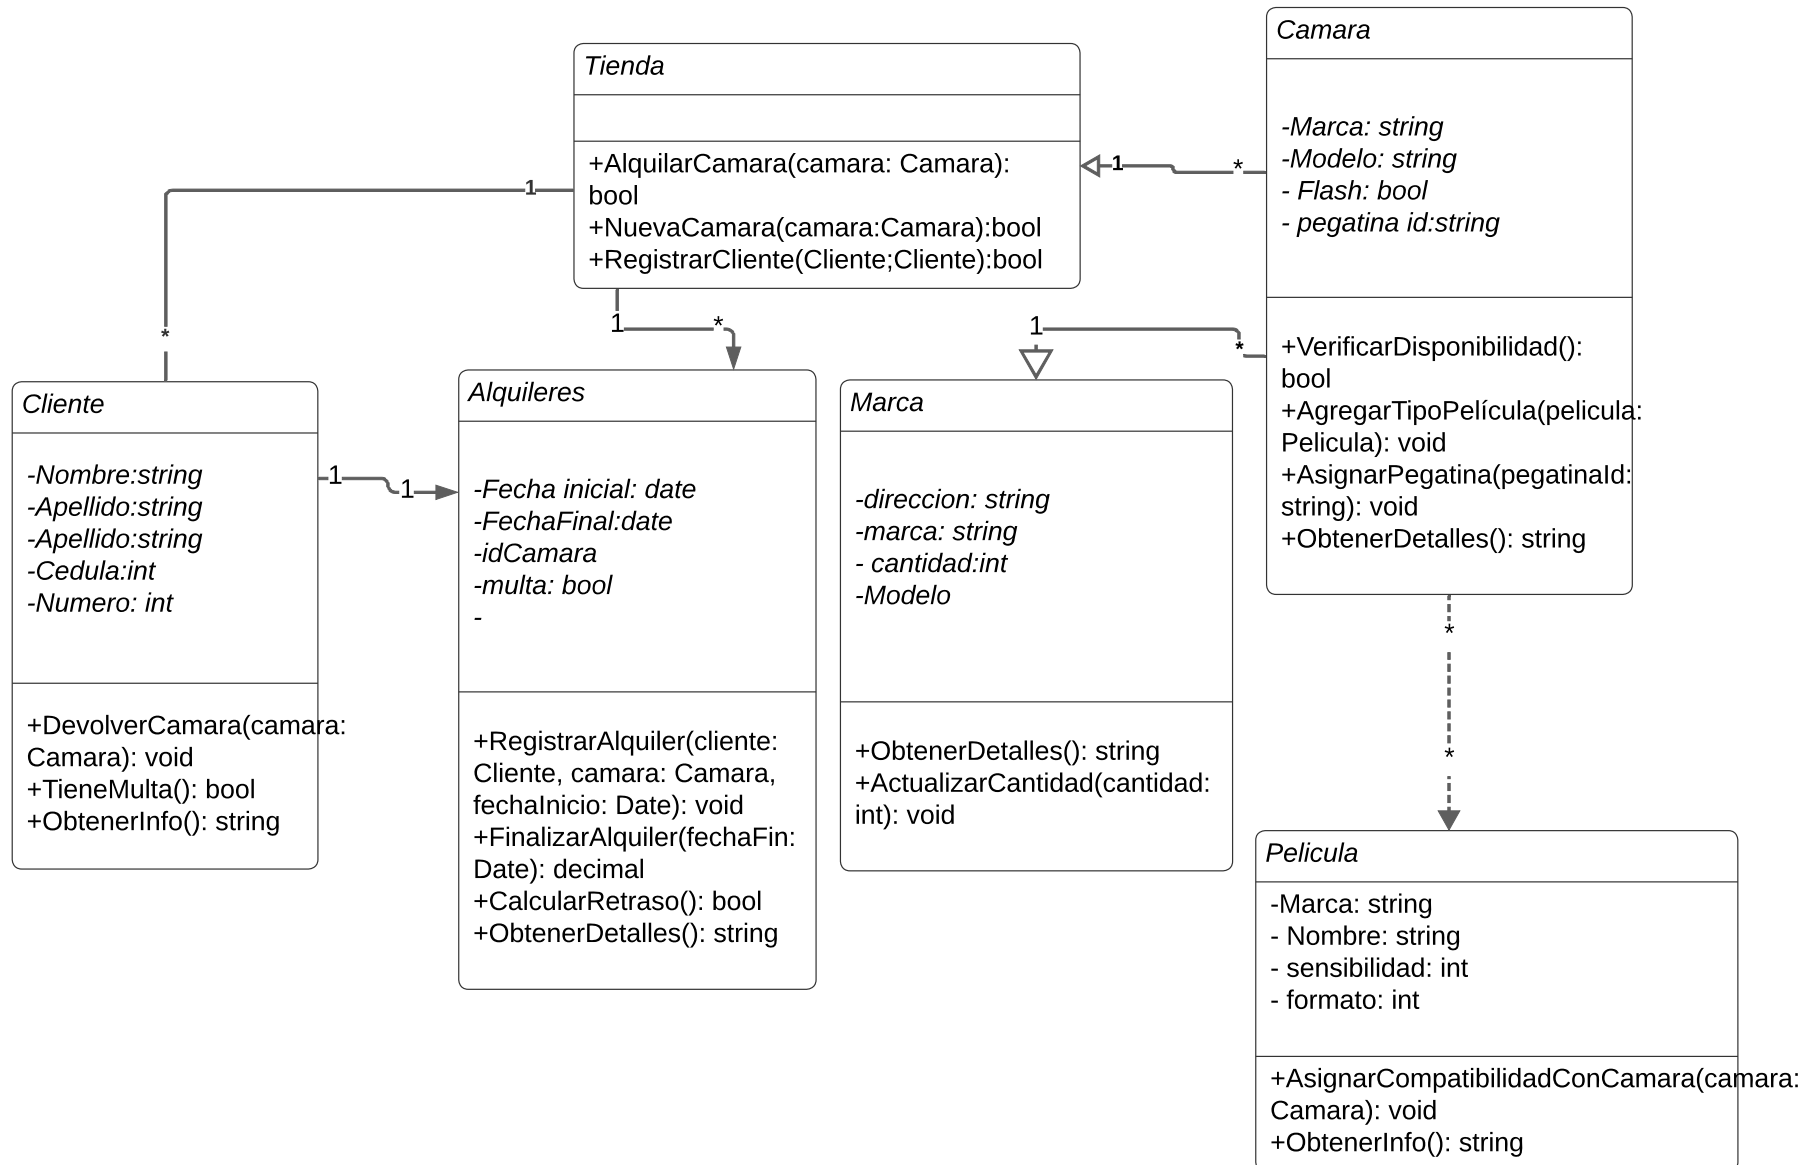 Tienda
+AlquilarCamara(camara: Camara):
bool
+NuevaCamara(camara:Camara):bool
+RegistrarCliente(Cliente;Cliente):bool
Camara
-Marca: string
-Modelo: string
- Flash: bool
- pegatina id:string
+VerificarDisponibilidad():
bool
+AgregarTipoPelícula(pelicula:
Pelicula): void
+AsignarPegatina(pegatinaId:
string): void
+ObtenerDetalles(): string
1
*
1
*
1
*
1
*
Cliente
-Nombre:string
-Apellido:string
-Apellido:string
-Cedula:int
-Numero: int
+DevolverCamara(camara:
Camara): void
+TieneMulta(): bool
+ObtenerInfo(): string
1
1
Alquileres
-Fecha inicial: date
-FechaFinal:date
-idCamara
-multa: bool
-
+RegistrarAlquiler(cliente:
Cliente, camara: Camara,
fechaInicio: Date): void
+FinalizarAlquiler(fechaFin:
Date): decimal
+CalcularRetraso(): bool
+ObtenerDetalles(): string
Marca
-direccion: string
-marca: string
- cantidad:int
-Modelo
+ObtenerDetalles(): string
+ActualizarCantidad(cantidad:
int): void
*
*
Pelicula
-Marca: string
- Nombre: string
- sensibilidad: int
- formato: int
+AsignarCompatibilidadConCamara(camara:
Camara): void
+ObtenerInfo(): string